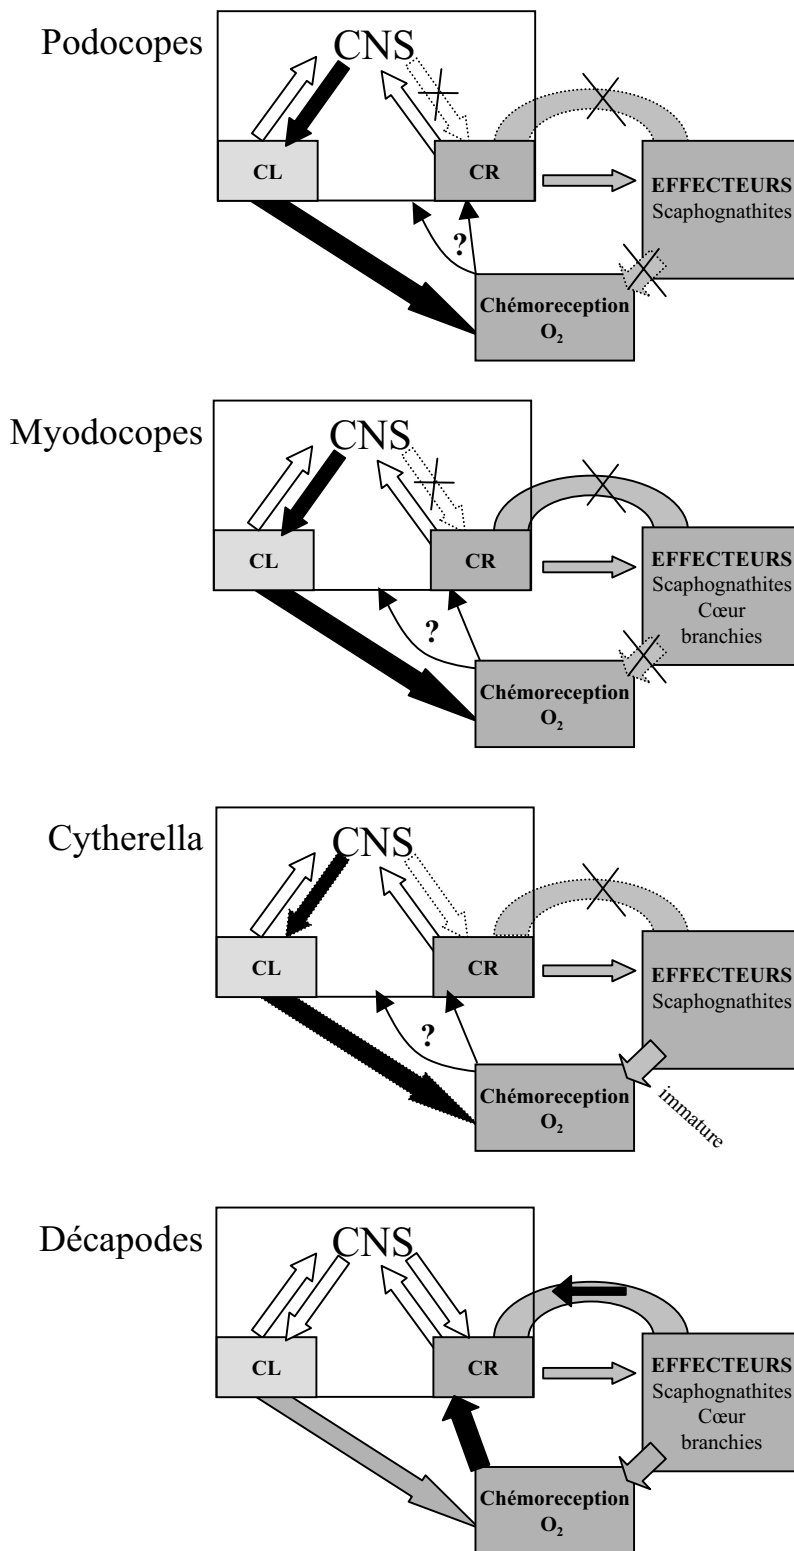 Podocopes
CNS
CL
CR
EFFECTEURS
Scaphognathites
?
Chémoreception
O₂
Myodocopes
CNS
CL
CR
EFFECTEURS
Scaphognathites
Cœur
branchies
?
Chémoreception
O₂
Cytherella
CNS
CL
CR
EFFECTEURS
Scaphognathites
?
Chémoreception
O₂
immature
Décapodes
CNS
CL
CR
EFFECTEURS
Scaphognathites
Cœur
branchies
Chémoreception
O₂